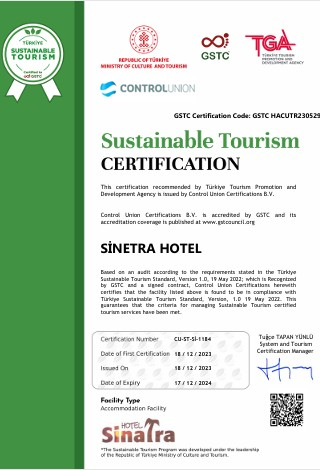 TÜRKİYE
SUSTAINABLE
TOURISM
Certified by
GSTC
REPUBLIC OF TÜRKİYE
MINISTRY OF CULTURE AND TOURISM
GSTC
TGA
TÜRKİYE
TOURISM
PROMOTION AND
DEVELOPMENT AGENCY
CONTROLUNION
GSTC Certification Code: GSTC HACUTR230529
Sustainable Tourism
CERTIFICATION
This certification recommended by Türkiye Tourism Promotion and
Development Agency is issued by Control Union Certifications B.V.
Control Union Certifications B.V. is accredited by GSTC and its
accreditation coverage is published at www.gstcouncil.org
SİNETRA HOTEL
Based on an audit according to the requirements stated in the Türkiye
Sustainable Tourism Standard, Version 1.0, 19 May 2022; which is Recognized
by GSTC and a signed contract, Control Union Certifications herewith
certifies that the facility listed above is found to be in compliance with
Türkiye Sustainable Tourism Standard, Version, 1.0 19 May 2022. This
guarantees that the criteria for managing Sustainable Tourism certified
tourism services have been met.
Certification Number CU-ST-Sİ-1184
Date of First Certification 18 / 12 / 2023
Issued On 18 / 12 / 2023
Date of Expiry 17 / 12 / 2024
Tuğçe TAPAN YÜNLÜ
System and Tourism
Certification Manager
Facility Type
Accommodation Facility
HOTEL
Sinatra
*The Sustainable Tourism Program was developed under the leadership
of the Republic of Türkiye Ministry of Culture and Tourism.